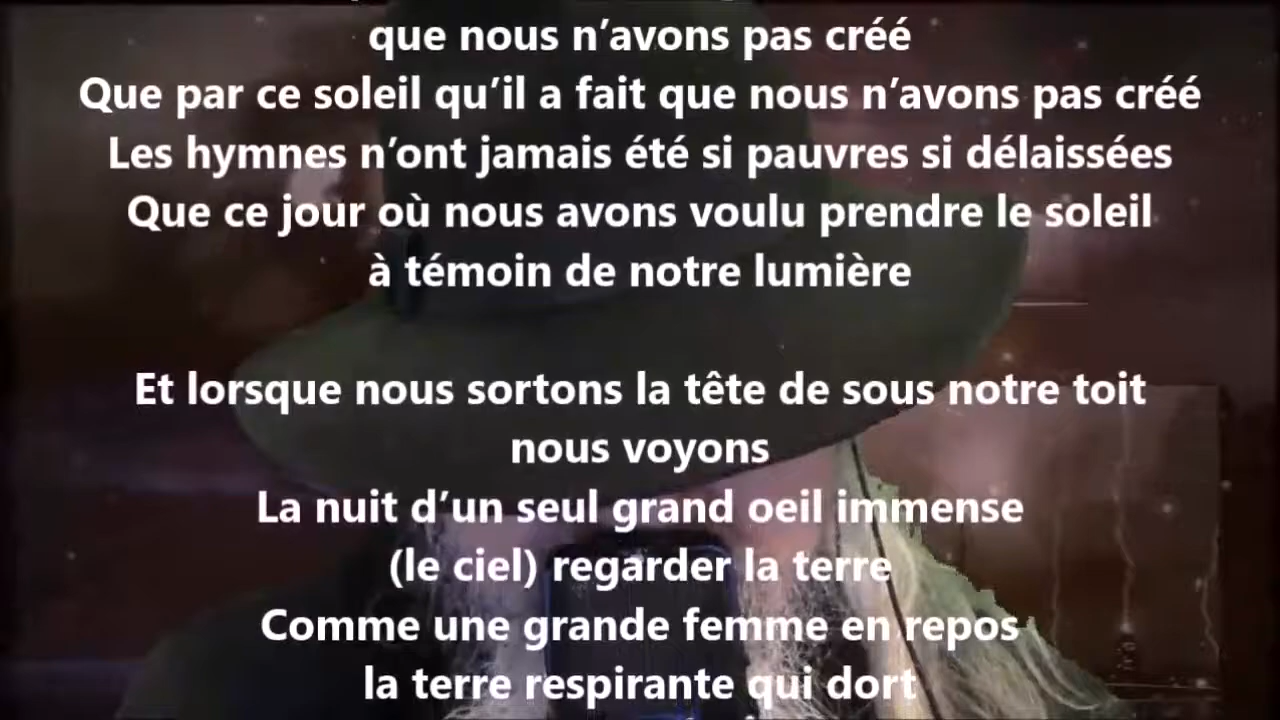 que nous n’avons pas créé
Que par ce soleil qu’il a fait que nous n’avons pas créé
Les hymnes n’ont jamais été si pauvres si délaissées
Que ce jour où nous avons voulu prendre le soleil
à témoin de notre lumière
Et lorsque nous sortons la tête de sous notre toit
nous voyons
La nuit d’un seul grand oeil immense
(le ciel) regarder la terre
Comme une grande femme en repos
la terre respirante qui dort